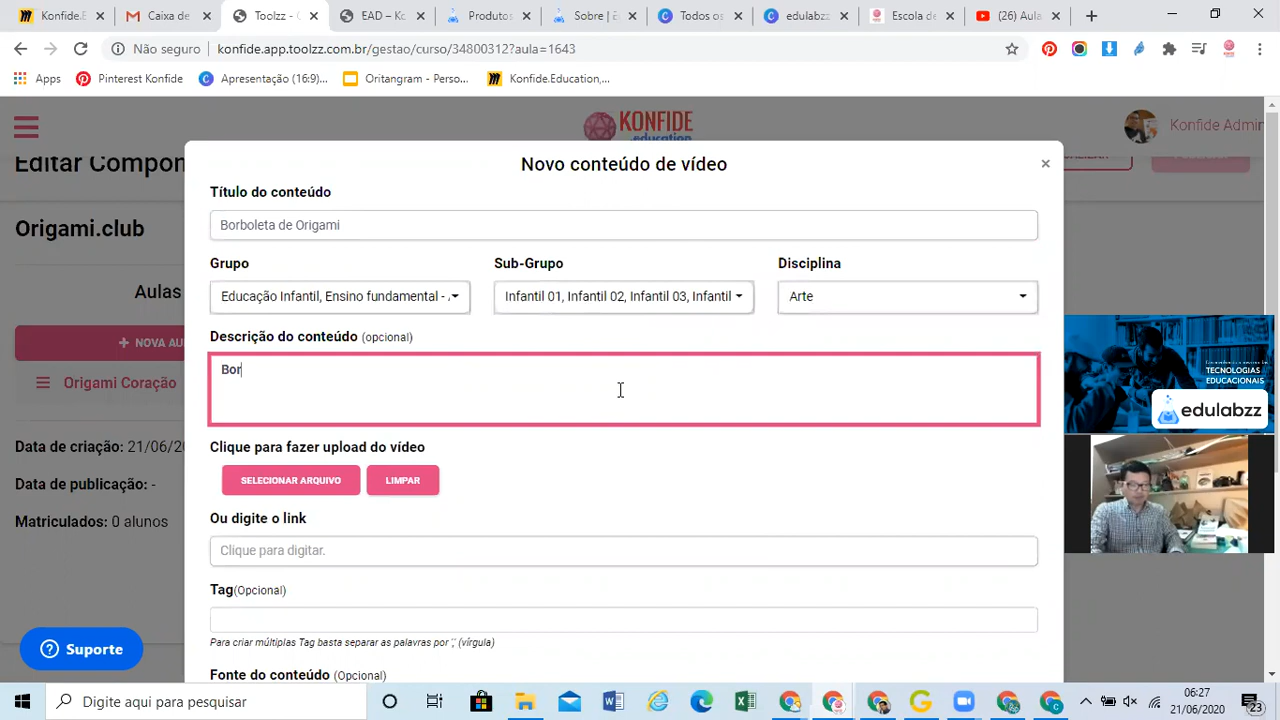 Konfide.E
Caixa d
Toolzz - C
EAD – Ko
Produtos
Sobre | E
Todos o
edulabzz
Escola de
(26) Aula
Não seguro
konfide.app.toolzz.com.br/gestao/curso/34800312?aula=1643
Apps
Pinterest Konfide
Apresentação (16:9)...
Oritangram - Perso...
Konfide.Education,...
KONFIDE
education
Konfide Admin
Editar Compon
Origami.club
Aulas
+ NOVA AU
Origami Coração
Data de criação: 21/06/20
Data de publicação: -
Matriculados: 0 alunos
Suporte
Novo conteúdo de vídeo
×
Título do conteúdo
Borboleta de Origami
Grupo
Sub-Grupo
Disciplina
Educação Infantil, Ensino fundamental - A
Infantil 01, Infantil 02, Infantil 03, Infantil
Arte
Descrição do conteúdo (opcional)
Bor
Clique para fazer upload do vídeo
SELECIONAR ARQUIVO
LIMPAR
Ou digite o link
Clique para digitar.
Tag(Opcional)
Para criar múltiplas Tag basta separar as palavras por ',' (vírgula)
Fonte do conteúdo (Opcional)
TECNOLOGIAS
EDUCACIONAIS
edulabzz
Digite aqui para pesquisar
06:27
21/06/2020
23